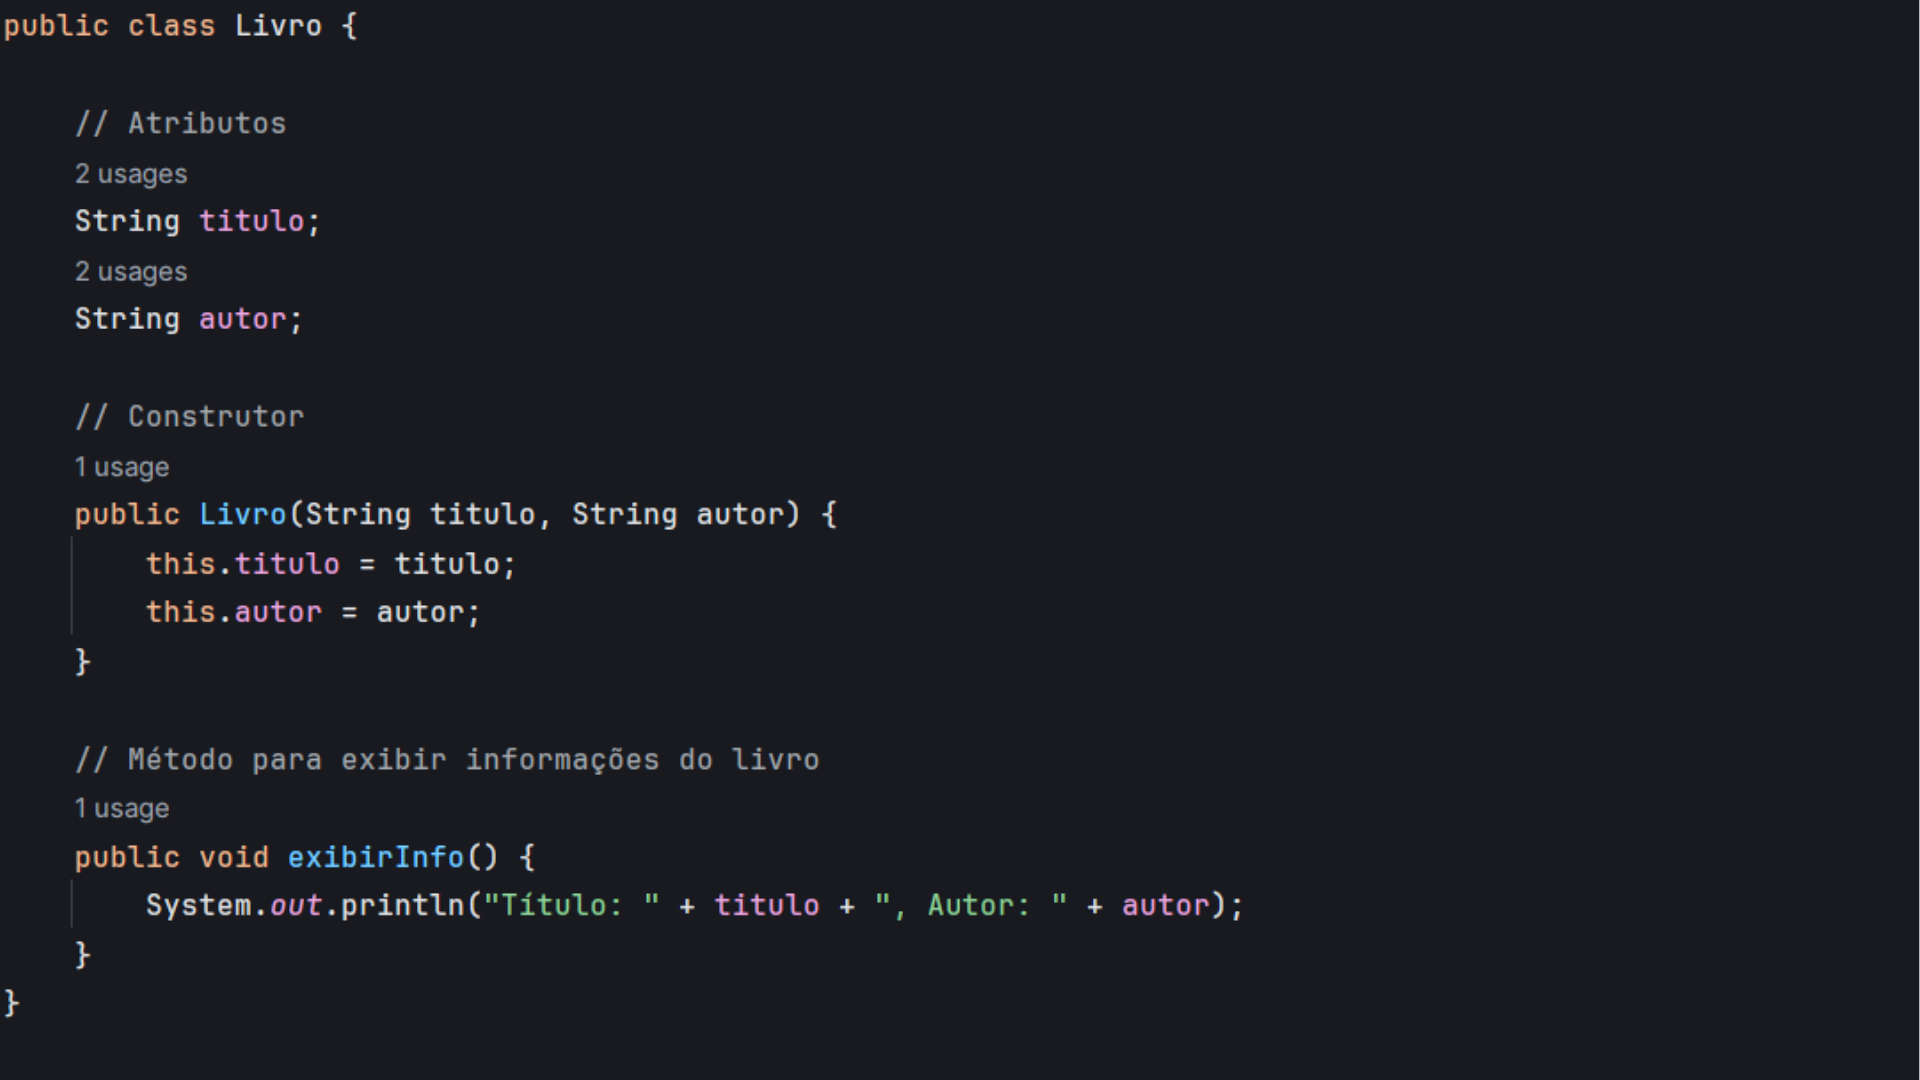 public class Livro {
// Atributos
2 usages
String titulo;
2 usages
String autor;
// Construtor
1 usage
public Livro(String titulo, String autor) {
this.titulo = titulo;
this.autor = autor;
}
// Método para exibir informações do livro
1 usage
public void exibirInfo() {
System.out.println("Título: " + titulo + ", Autor: " + autor);
}
}